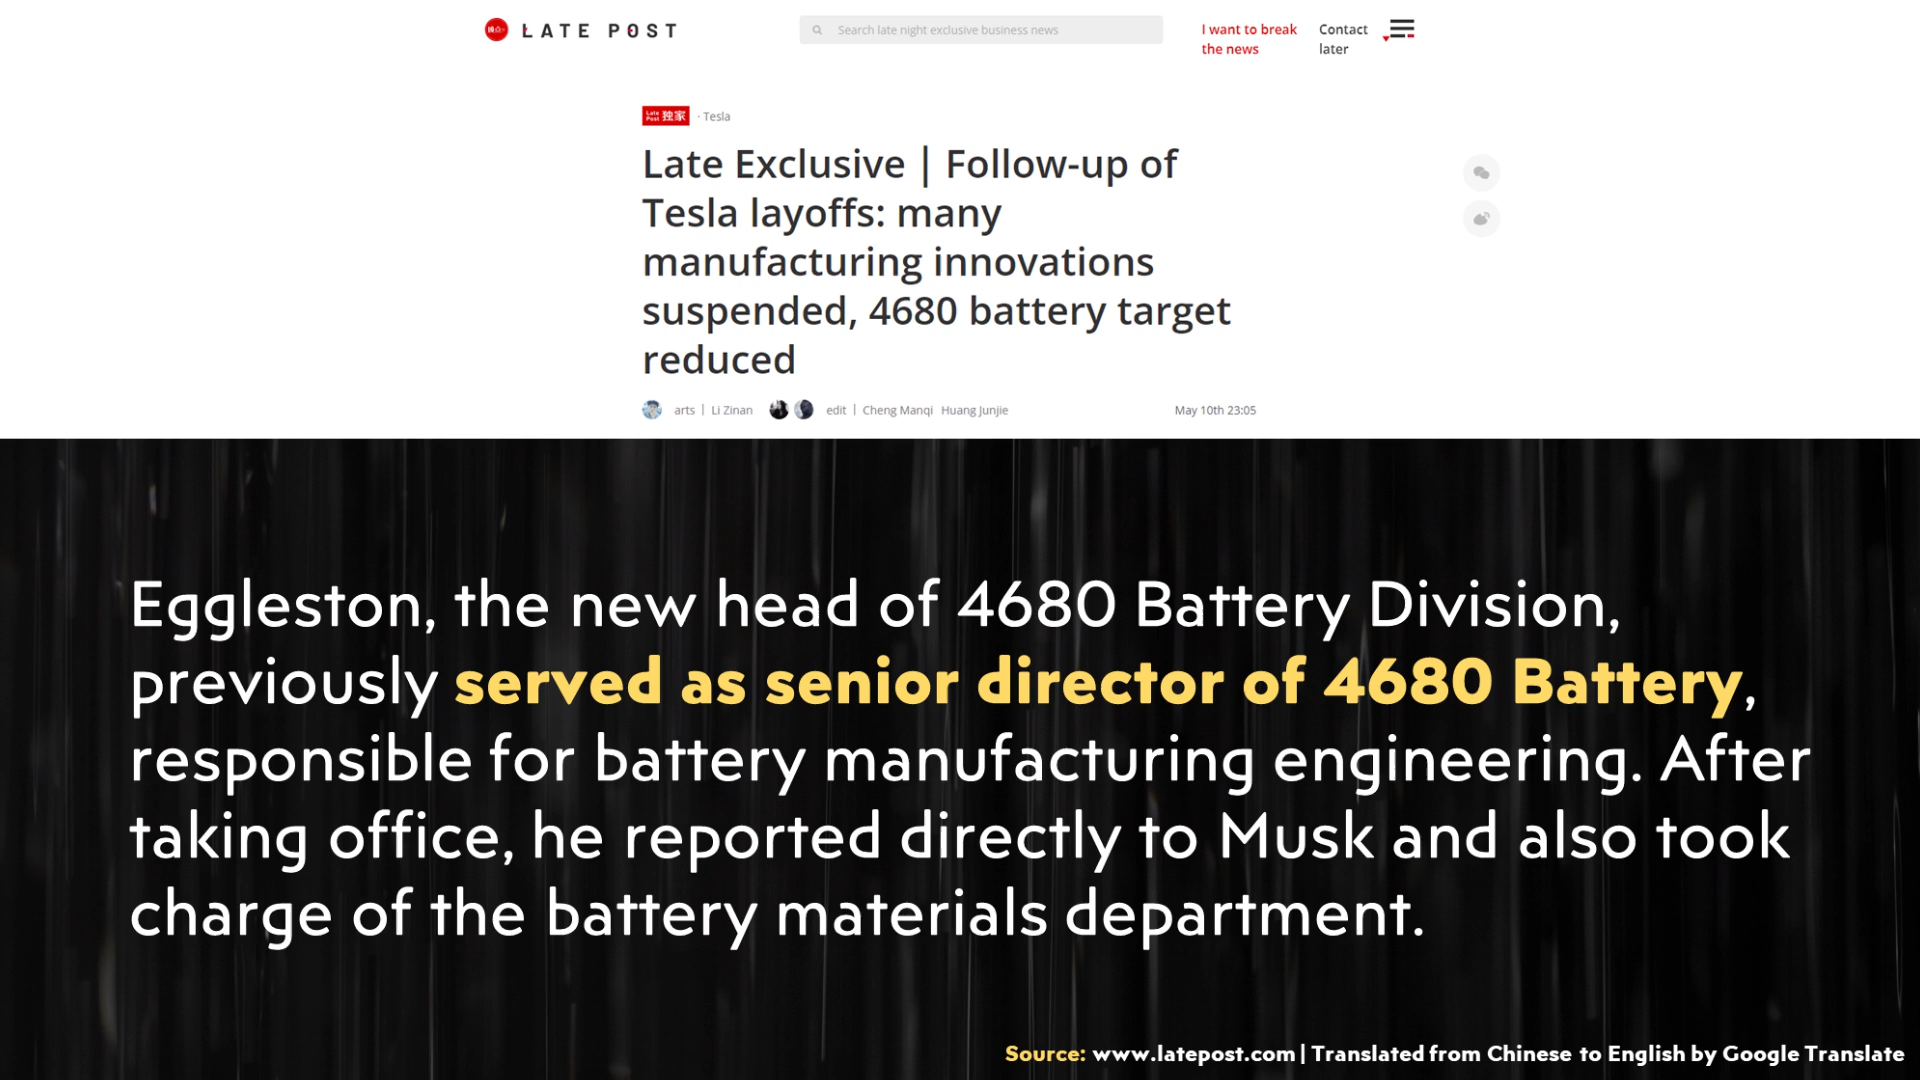 LATE POST
Search late night exclusive business news
I want to break
the news
Contact
later
Late
Post 独家 · Tesla
Late Exclusive | Follow-up of
Tesla layoffs: many
manufacturing innovations
suspended, 4680 battery target
reduced
arts | Li Zinan edit | Cheng Manqi Huang Junjie May 10th 23:05
Eggleston, the new head of 4680 Battery Division,
previously served as senior director of 4680 Battery,
responsible for battery manufacturing engineering. After
taking office, he reported directly to Musk and also took
charge of the battery materials department.
Source: www.latepost.com | Translated from Chinese to English by Google Translate